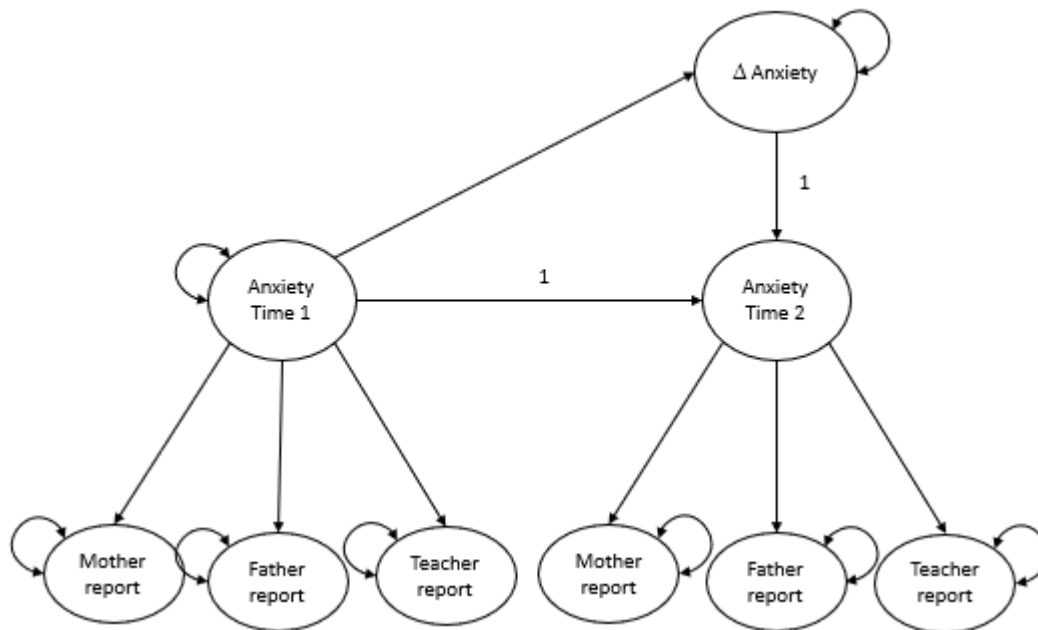 Δ Anxiety
1
Anxiety
Time 1
1
Anxiety
Time 2
Mother
report
Father
report
Teacher
report
Mother
report
Father
report
Teacher
report